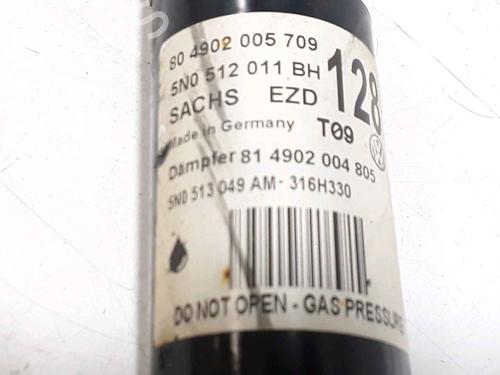 80 4902 005 709
5N0 512 011 BH
128
SACHS EZD
Made in Germany T09
Dämpfer 81 4902 004 805
5N0 513 049 AM- 316H330
DO NOT OPEN - GAS PRESSURE